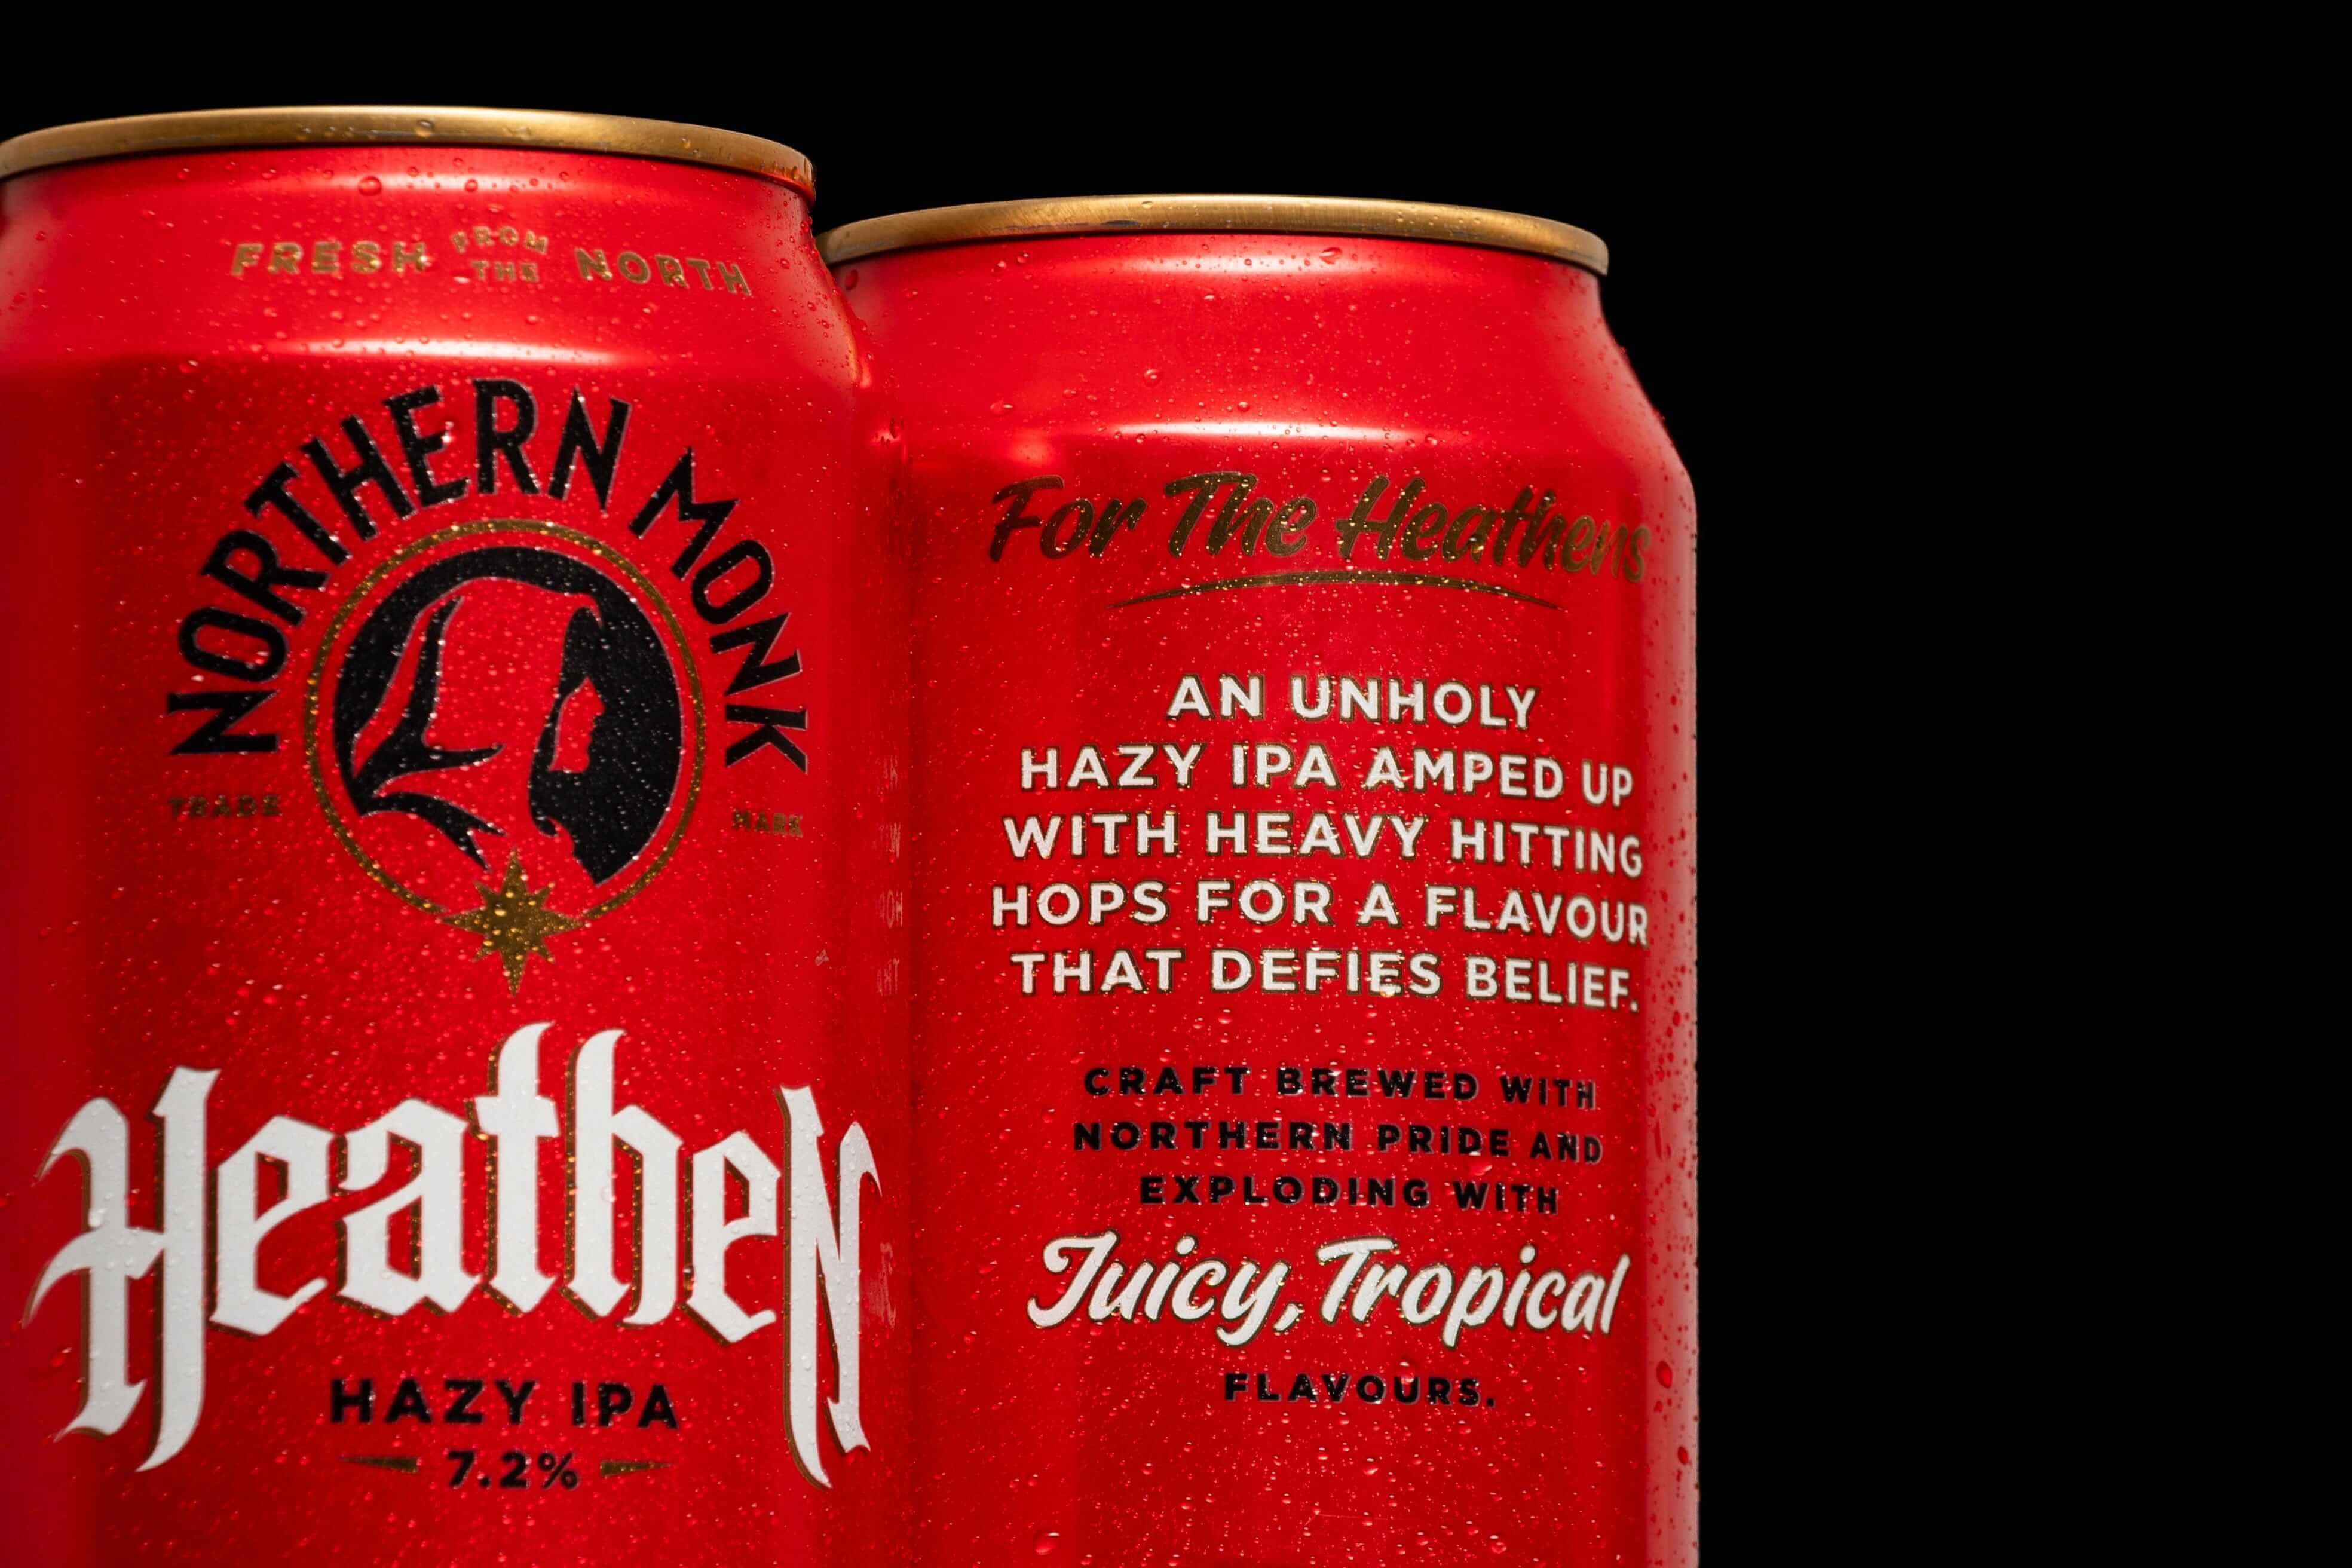 FRESH FROM THE NORTH
NORTHERN MONK
TRADE MARK
Heathen
HAZY IPA
7.2%
For The Heathens
AN UNHOLY
HAZY IPA AMPED UP
WITH HEAVY HITTING
HOPS FOR A FLAVOUR
THAT DEFIES BELIEF.
CRAFT BREWED WITH
NORTHERN PRIDE AND
EXPLODING WITH
Juicy, Tropical
FLAVOURS.